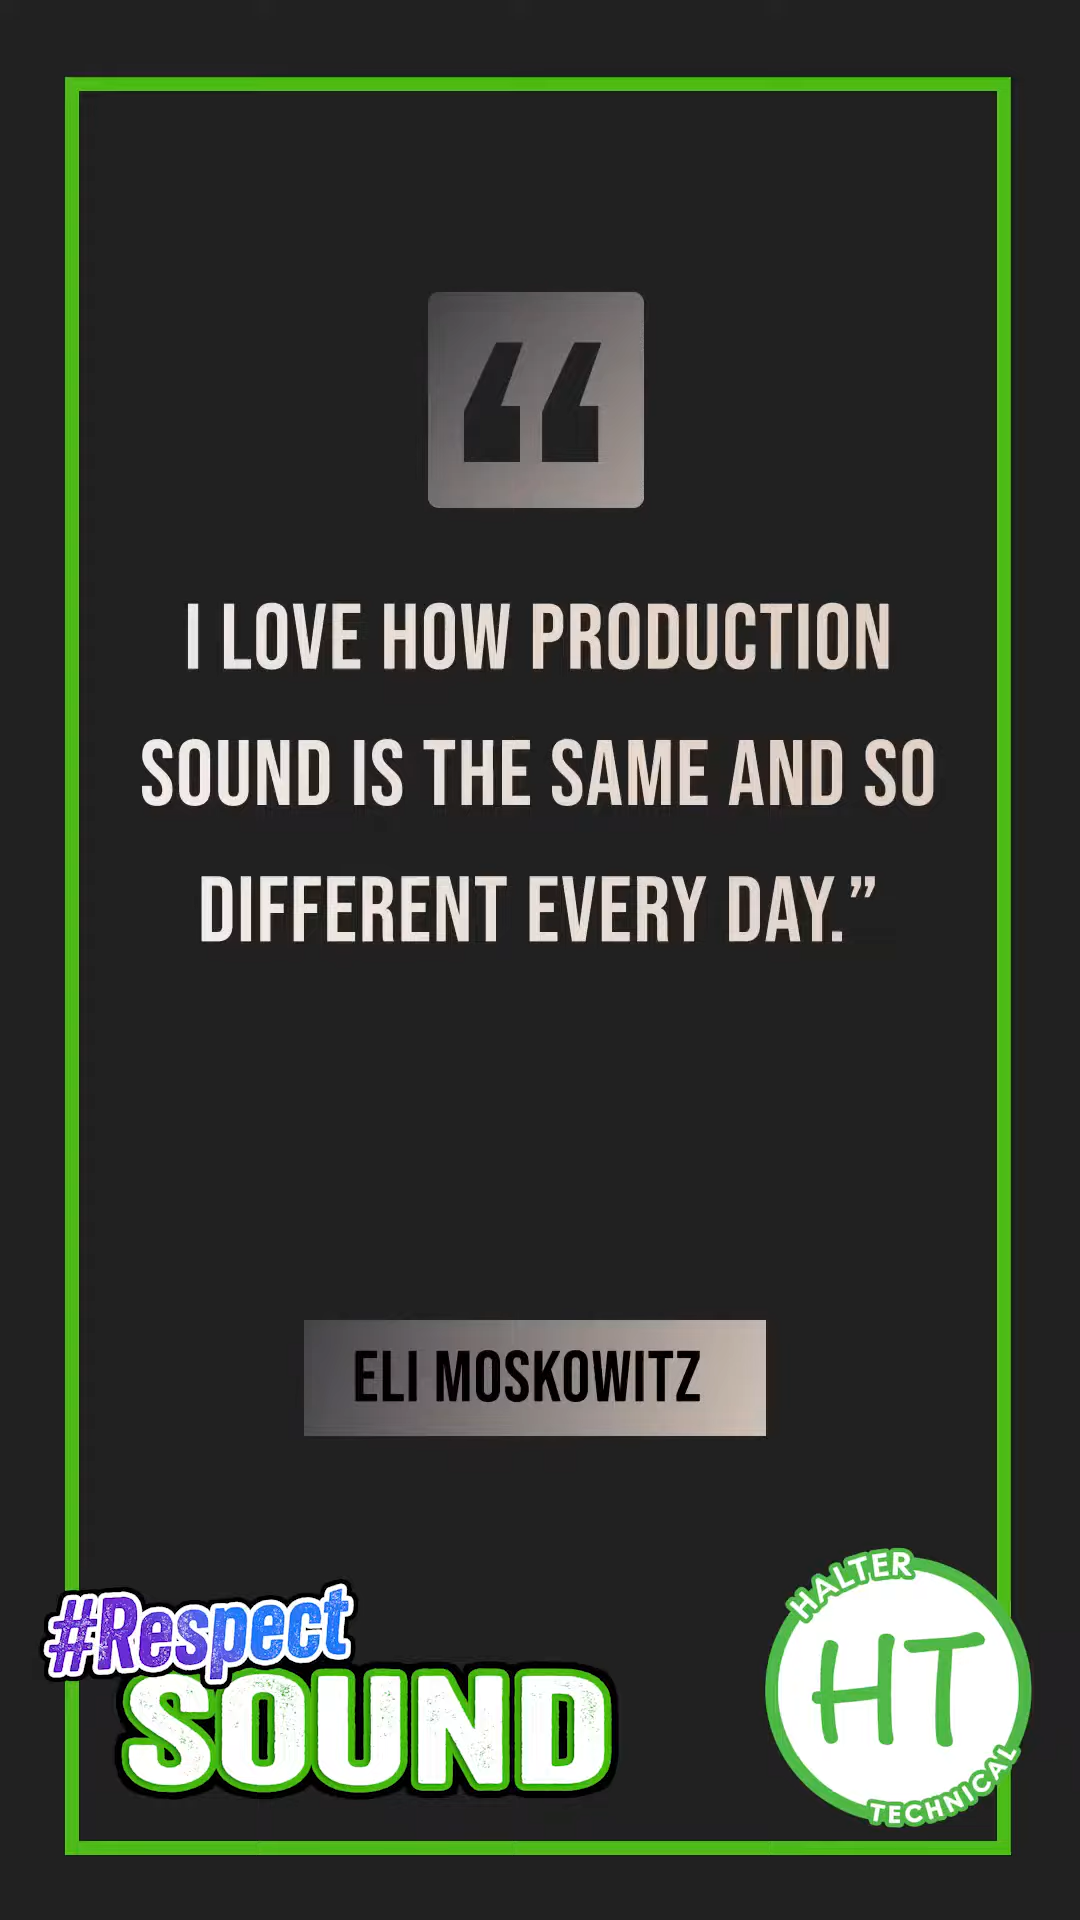 “
I LOVE HOW PRODUCTION
SOUND IS THE SAME AND SO
DIFFERENT EVERY DAY.”
ELI MOSKOWITZ
#Respect
SOUND
HALTER
HT
TECHNICAL